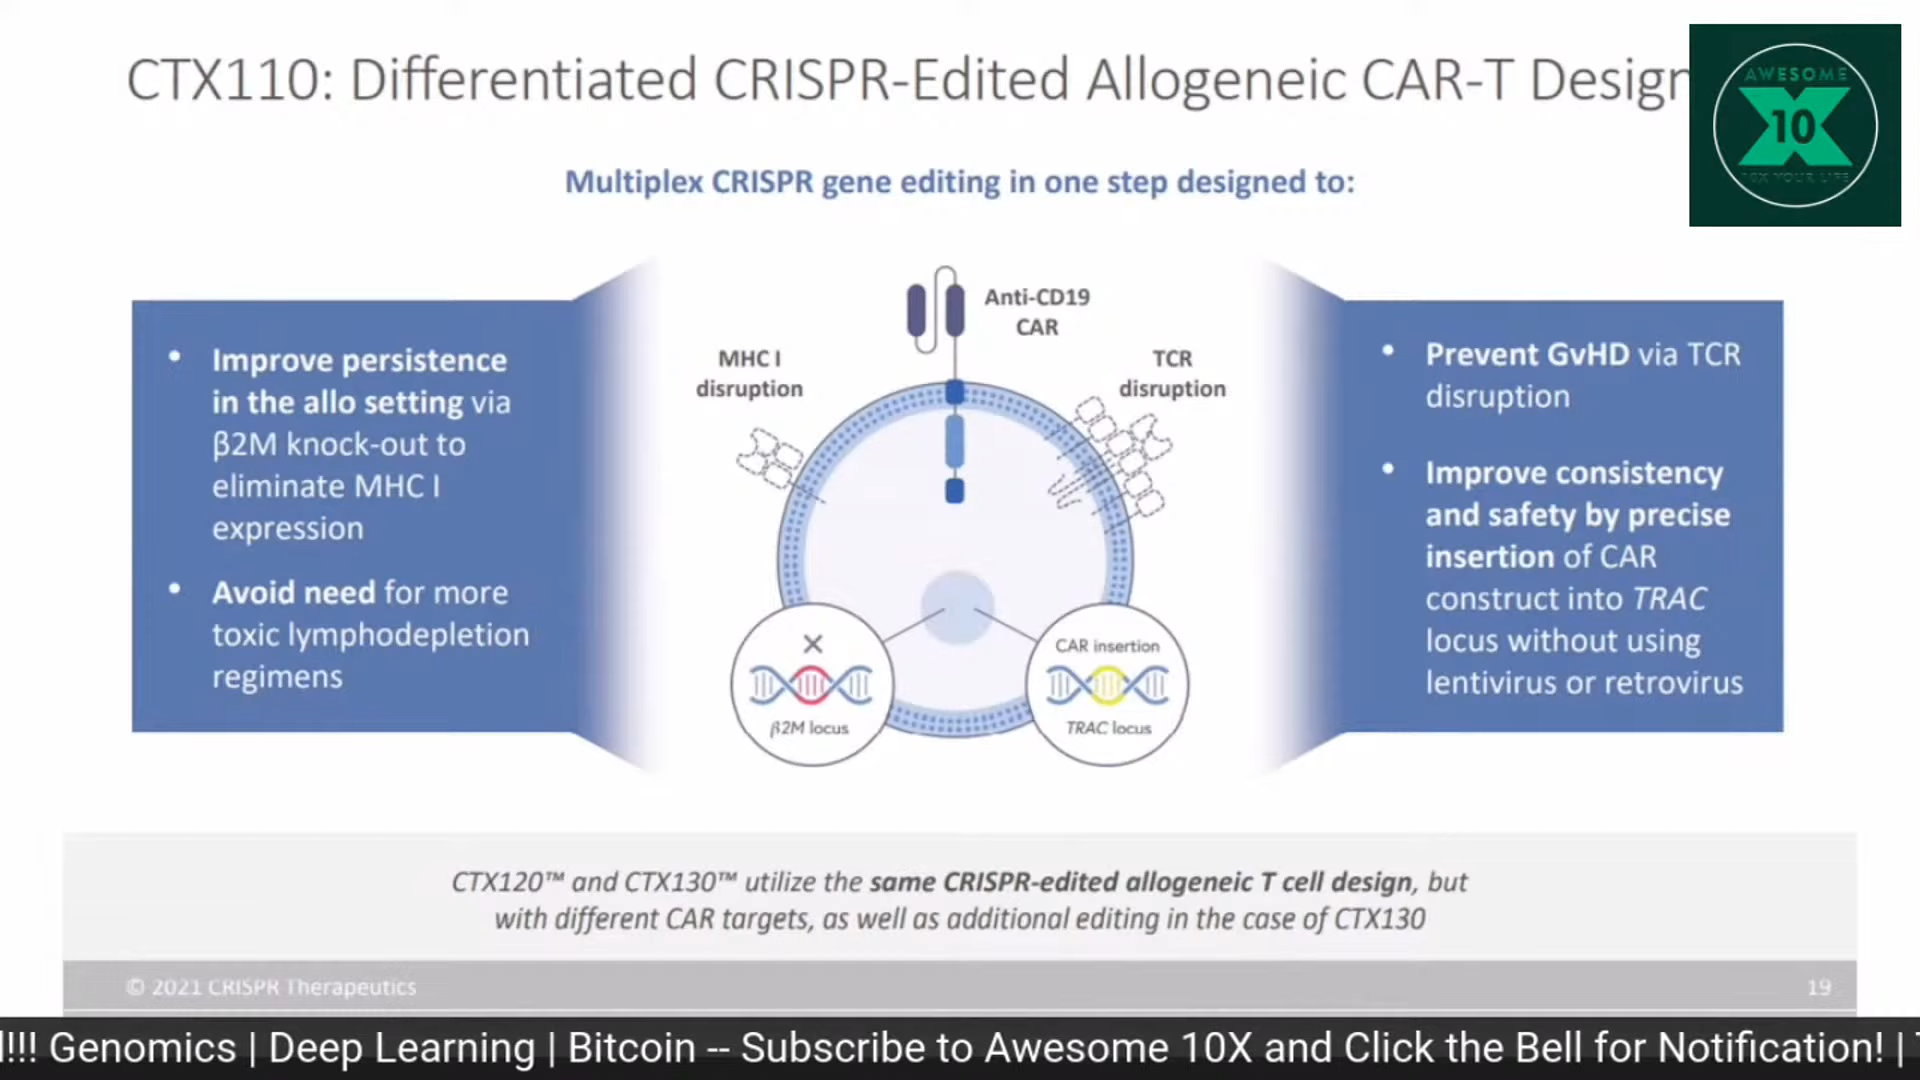 CTX110: Differentiated CRISPR-Edited Allogeneic CAR-T Design
AWESOME
10
10X YOUR LIFE
Multiplex CRISPR gene editing in one step designed to:
• Improve persistence
in the allo setting via
β2M knock-out to
eliminate MHC I
expression
• Avoid need for more
toxic lymphodepletion
regimens
Anti-CD19
CAR
MHC I
disruption
TCR
disruption
β2M locus
CAR insertion
TRAC locus
• Prevent GvHD via TCR
disruption
• Improve consistency
and safety by precise
insertion of CAR
construct into TRAC
locus without using
lentivirus or retrovirus
CTX120™ and CTX130™ utilize the same CRISPR-edited allogeneic T cell design, but
with different CAR targets, as well as additional editing in the case of CTX130
© 2021 CRISPR Therapeutics
19
!!! Genomics | Deep Learning | Bitcoin -- Subscribe to Awesome 10X and Click the Bell for Notification! |